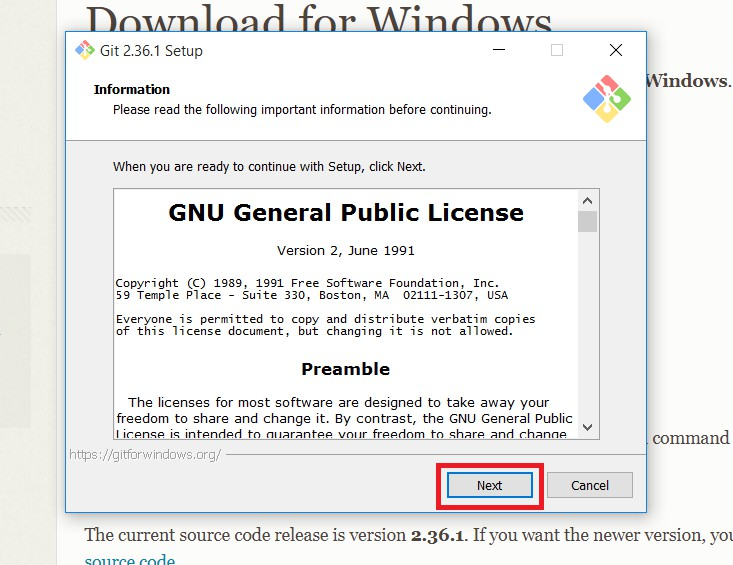 Download for Windows
Git 2.36.1 Setup
Information
Please read the following important information before continuing.
Windows.
When you are ready to continue with Setup, click Next.
GNU General Public License
Version 2, June 1991
Copyright (C) 1989, 1991 Free Software Foundation, Inc.
59 Temple Place - Suite 330, Boston, MA  02111-1307, USA
Everyone is permitted to copy and distribute verbatim copies
of this license document, but changing it is not allowed.
Preamble
The licenses for most software are designed to take away your
freedom to share and change it. By contrast, the GNU General Public
License is intended to guarantee your freedom to share and change
command
https://gitforwindows.org/
Next
Cancel
The current source code release is version 2.36.1. If you want the newer version, you
source code.